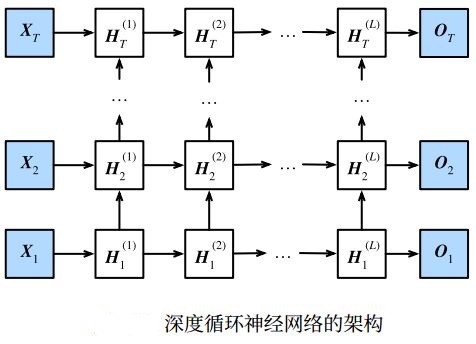 X_T H_T^{(1)} H_T^{(2)} … H_T^{(L)} O_T
… … …
X_2 H_2^{(1)} H_2^{(2)} … H_2^{(L)} O_2
X_1 H_1^{(1)} H_1^{(2)} … H_1^{(L)} O_1
深度循环神经网络的架构